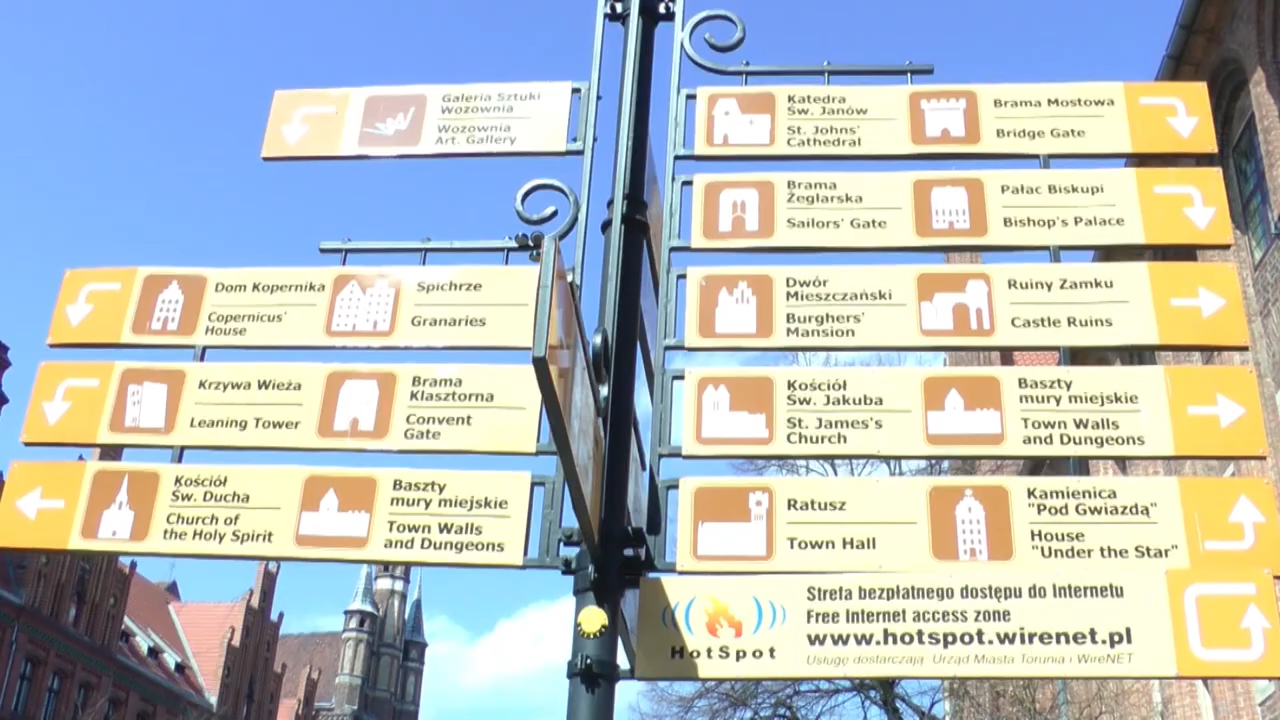 Galeria Sztuki
Wozownia
Wozownia
Art. Gallery
Dom Kopernika
Copernicus'
House
Spichrze
Granaries
Krzywa Wieża
Leaning Tower
Brama
Klasztorna
Convent
Gate
Kościół
Św. Ducha
Church of
the Holy Spirit
Baszty
mury miejskie
Town Walls
and Dungeons
Katedra
Św. Janów
St. Johns'
Cathedral
Brama Mostowa
Bridge Gate
Brama
Żeglarska
Sailors' Gate
Pałac Biskupi
Bishop's Palace
Dwór
Mieszczański
Burghers'
Mansion
Ruiny Zamku
Castle Ruins
Kościół
Św. Jakuba
St. James's
Church
Baszty
mury miejskie
Town Walls
and Dungeons
Ratusz
Town Hall
Kamienica
"Pod Gwiazdą"
House
"Under the Star"
HotSpot
Strefa bezpłatnego dostępu do Internetu
Free Internet access zone
www.hotspot.wirenet.pl
Usługę dostarczają Urząd Miasta Torunia i WireNET